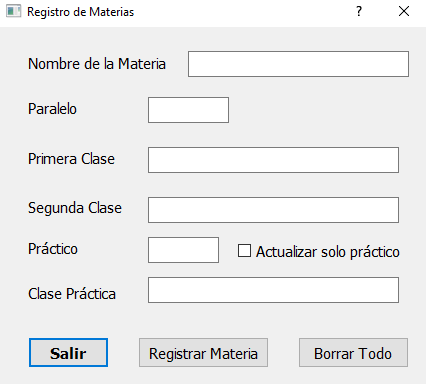 Registro de Materias
Nombre de la Materia
Paralelo
Primera Clase
Segunda Clase
Práctico
Actualizar solo práctico
Clase Práctica
Salir
Registrar Materia
Borrar Todo